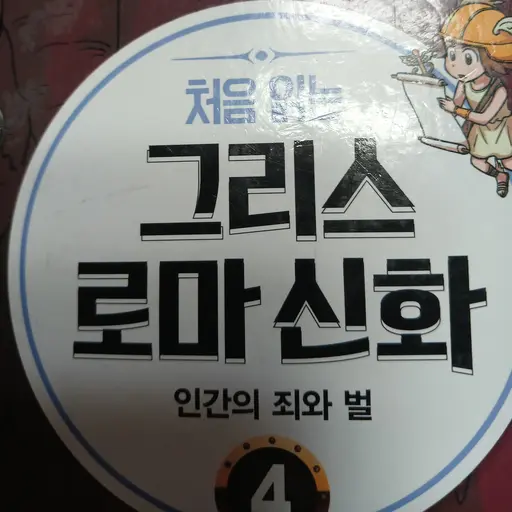 처음 읽는
그리스
로마 신화
인간의 죄와 벌
4